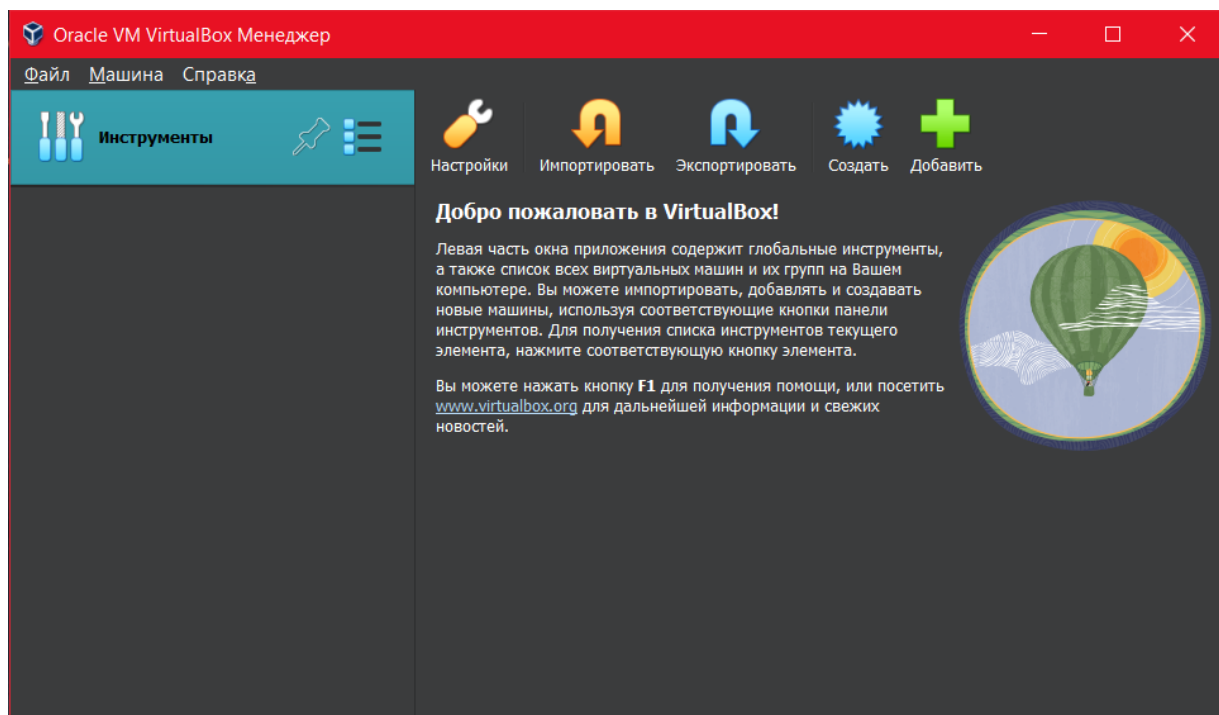 Oracle VM VirtualBox Менеджер
Файл Машина Справка
Инструменты
Настройки Импортировать Экспортировать Создать Добавить
Добро пожаловать в VirtualBox!
Левая часть окна приложения содержит глобальные инструменты,
а также список всех виртуальных машин и их групп на Вашем
компьютере. Вы можете импортировать, добавлять и создавать
новые машины, используя соответствующие кнопки панели
инструментов. Для получения списка инструментов текущего
элемента, нажмите соответствующую кнопку элемента.
Вы можете нажать кнопку F1 для получения помощи, или посетить
www.virtualbox.org для дальнейшей информации и свежих
новостей.